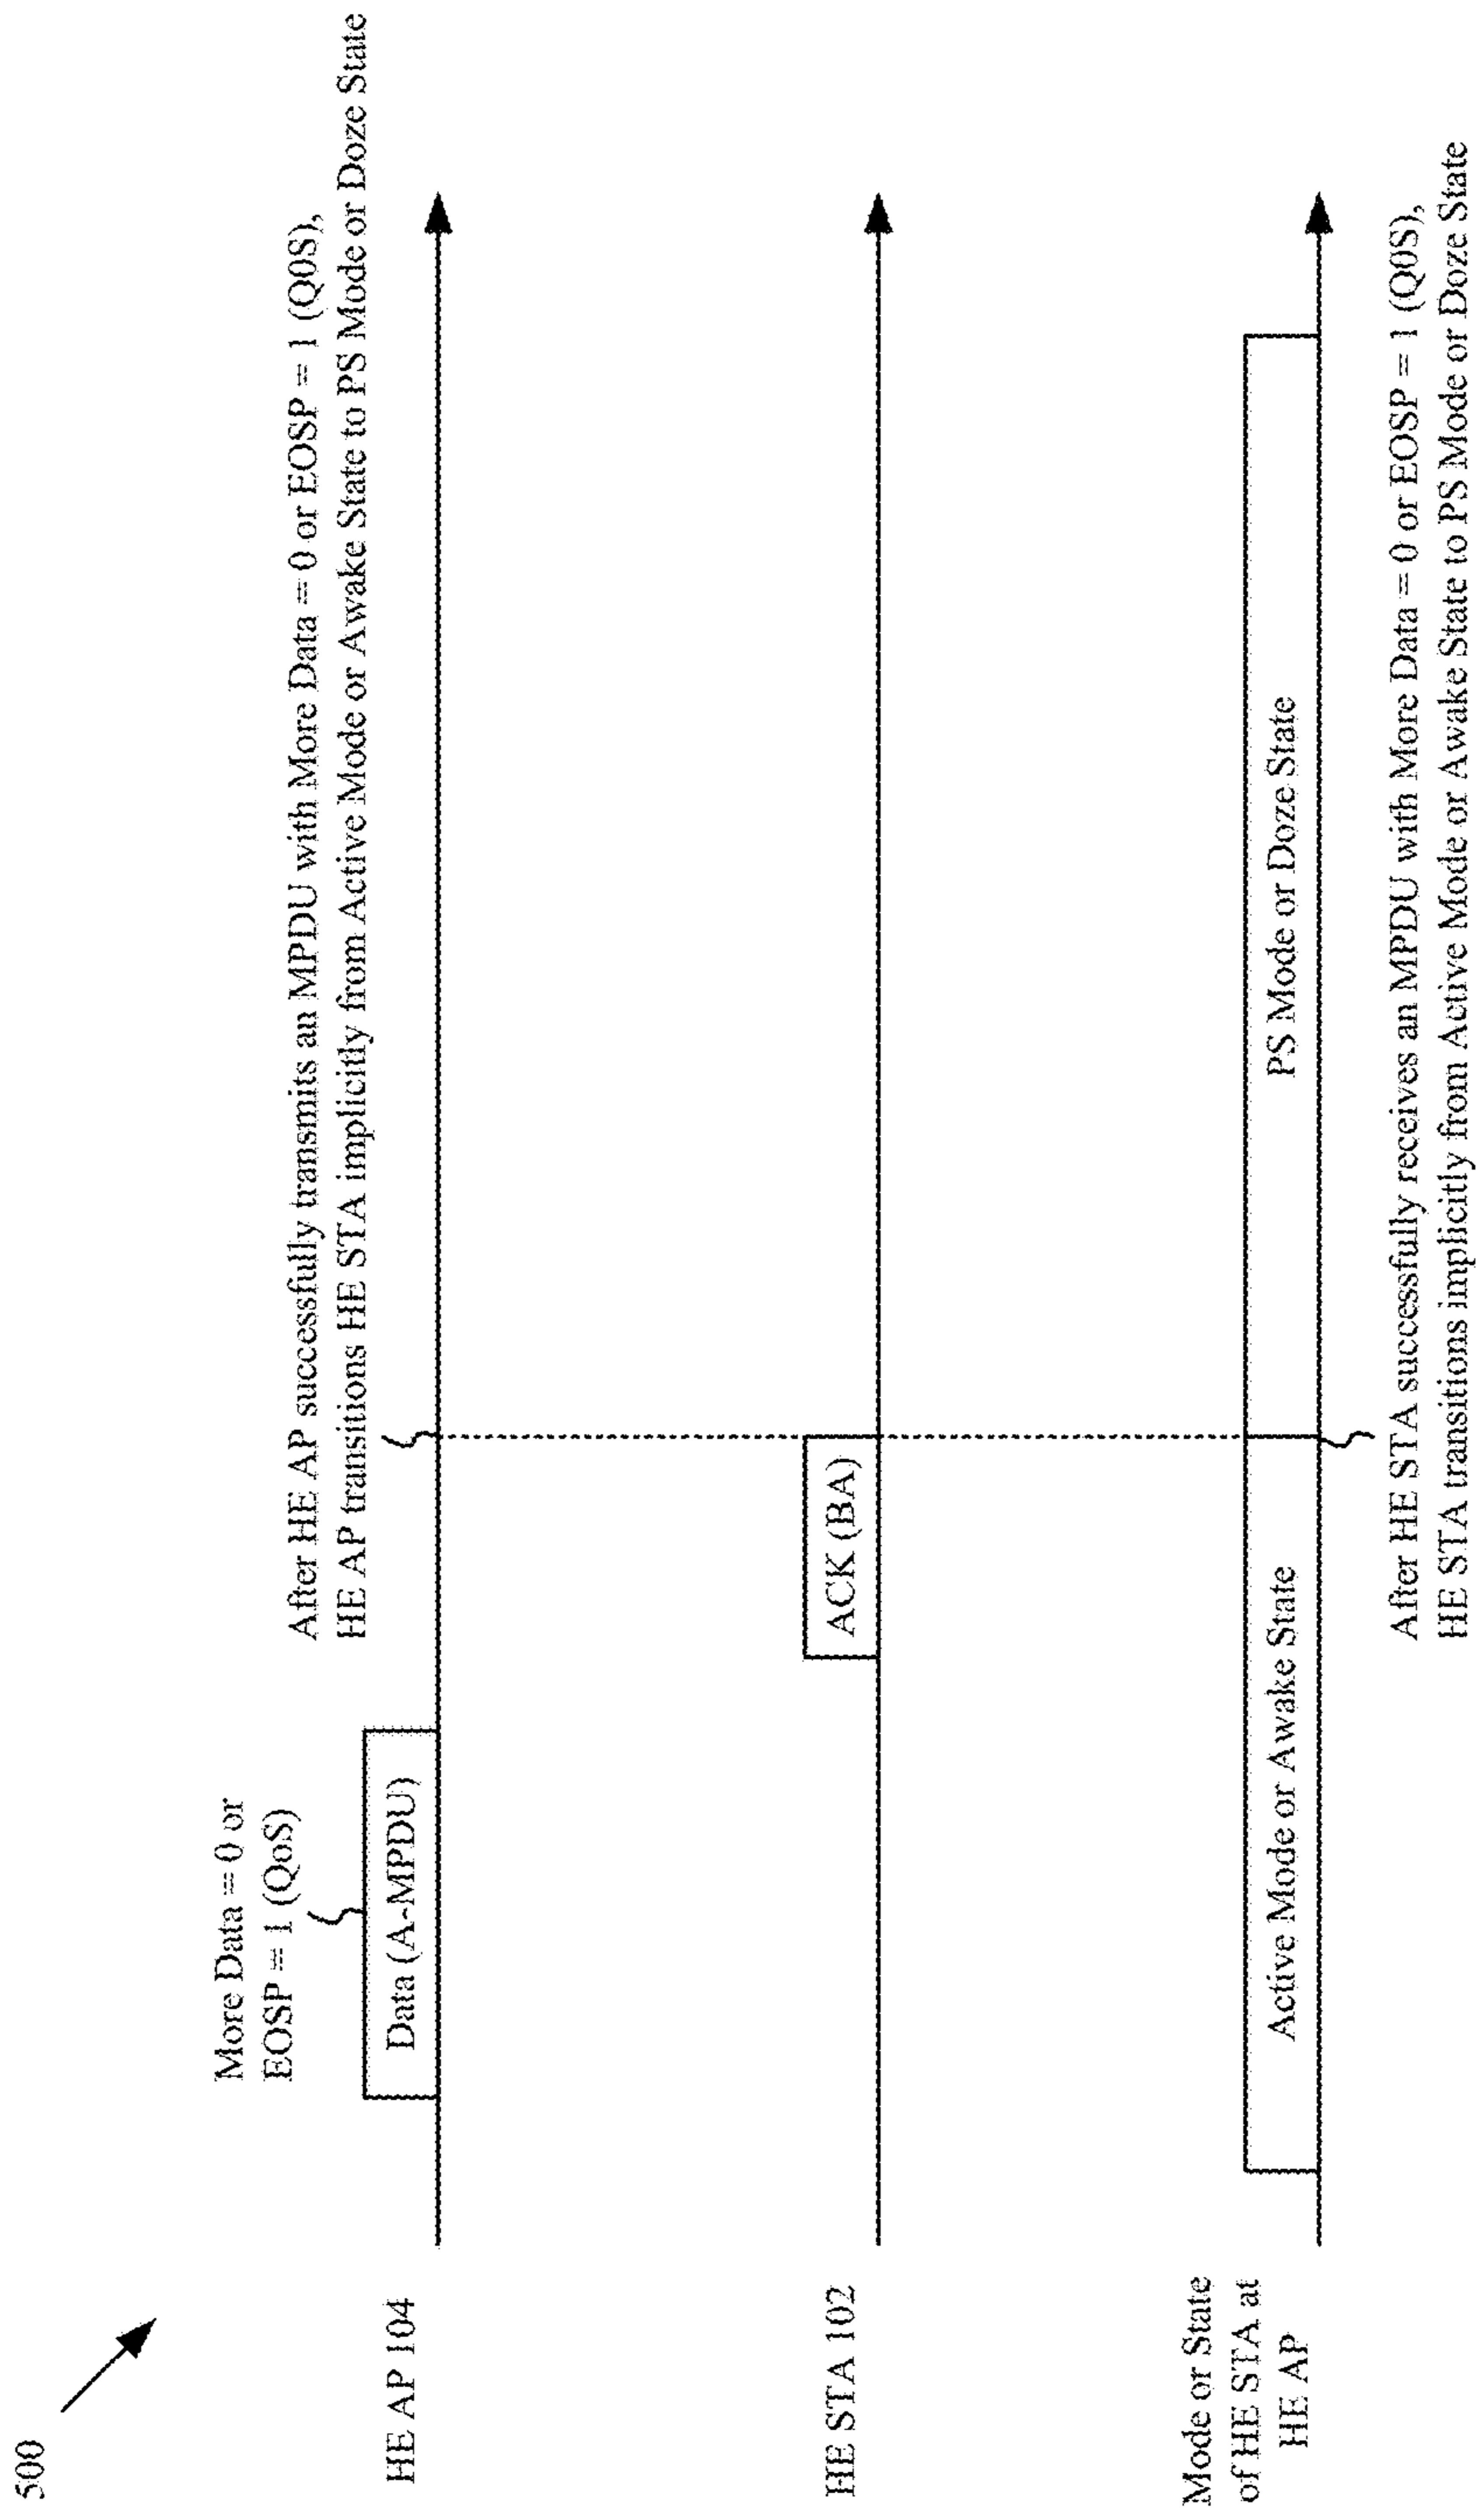 500
After HE AP successfully transmits an MPDU with More Data = 0 or EOSP = 1 (Q0S),
HE AP transitions HE STA implicitly from Active Mode or Awake State to PS Mode or Doze State
More Data = 0 or
EOSP = 1 (QoS)
Data (A-MPDU)
HE AP 104
ACK (BA)
HE STA 102
Mode or State
of HE STA at
HE AP
Active Mode or Awake State
PS Mode or Doze State
After HE STA successfully receives an MPDU with More Data = 0 or EOSP = 1 (Q0S),
HE STA transitions implicitly from Active Mode or Awake State to PS Mode or Doze State